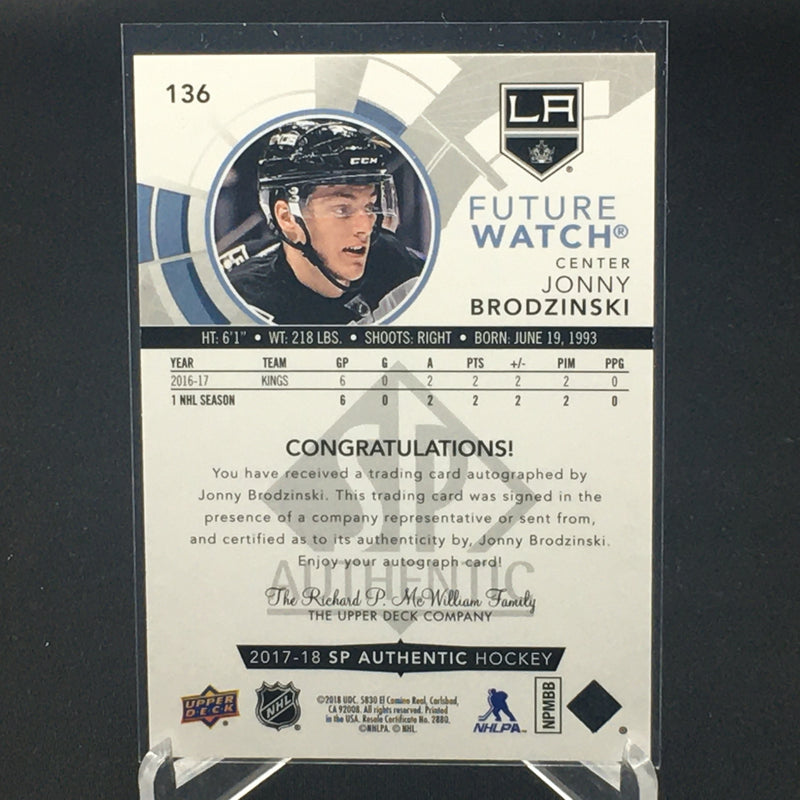 136
LA
CCM
FUTURE
WATCH®
CENTER
JONNY
BRODZINSKI
HT: 6'1" • WT: 218 LBS. • SHOOTS: RIGHT • BORN: JUNE 19, 1993
YEAR TEAM GP G A PTS +/- PIM PPG
2016-17 KINGS 6 0 2 2 2 2 0
1 NHL SEASON 6 0 2 2 2 2 0
CONGRATULATIONS!
You have received a trading card autographed by
Jonny Brodzinski. This trading card was signed in the
presence of a company representative or sent from,
and certified as to its authenticity by, Jonny Brodzinski.
Enjoy your autograph card!
SP
AUTHENTIC
The Richard P. McWilliam Family
THE UPPER DECK COMPANY
2017-18 SP AUTHENTIC HOCKEY
UPPER
DECK
NHL
©2018 UDC. 5830 El Camino Real, Carlsbad,
CA 92008. All rights reserved. Printed
in the USA. Resale Certificate No. 2880.
©NHLPA. © NHL.
NHLPA
NPMBB